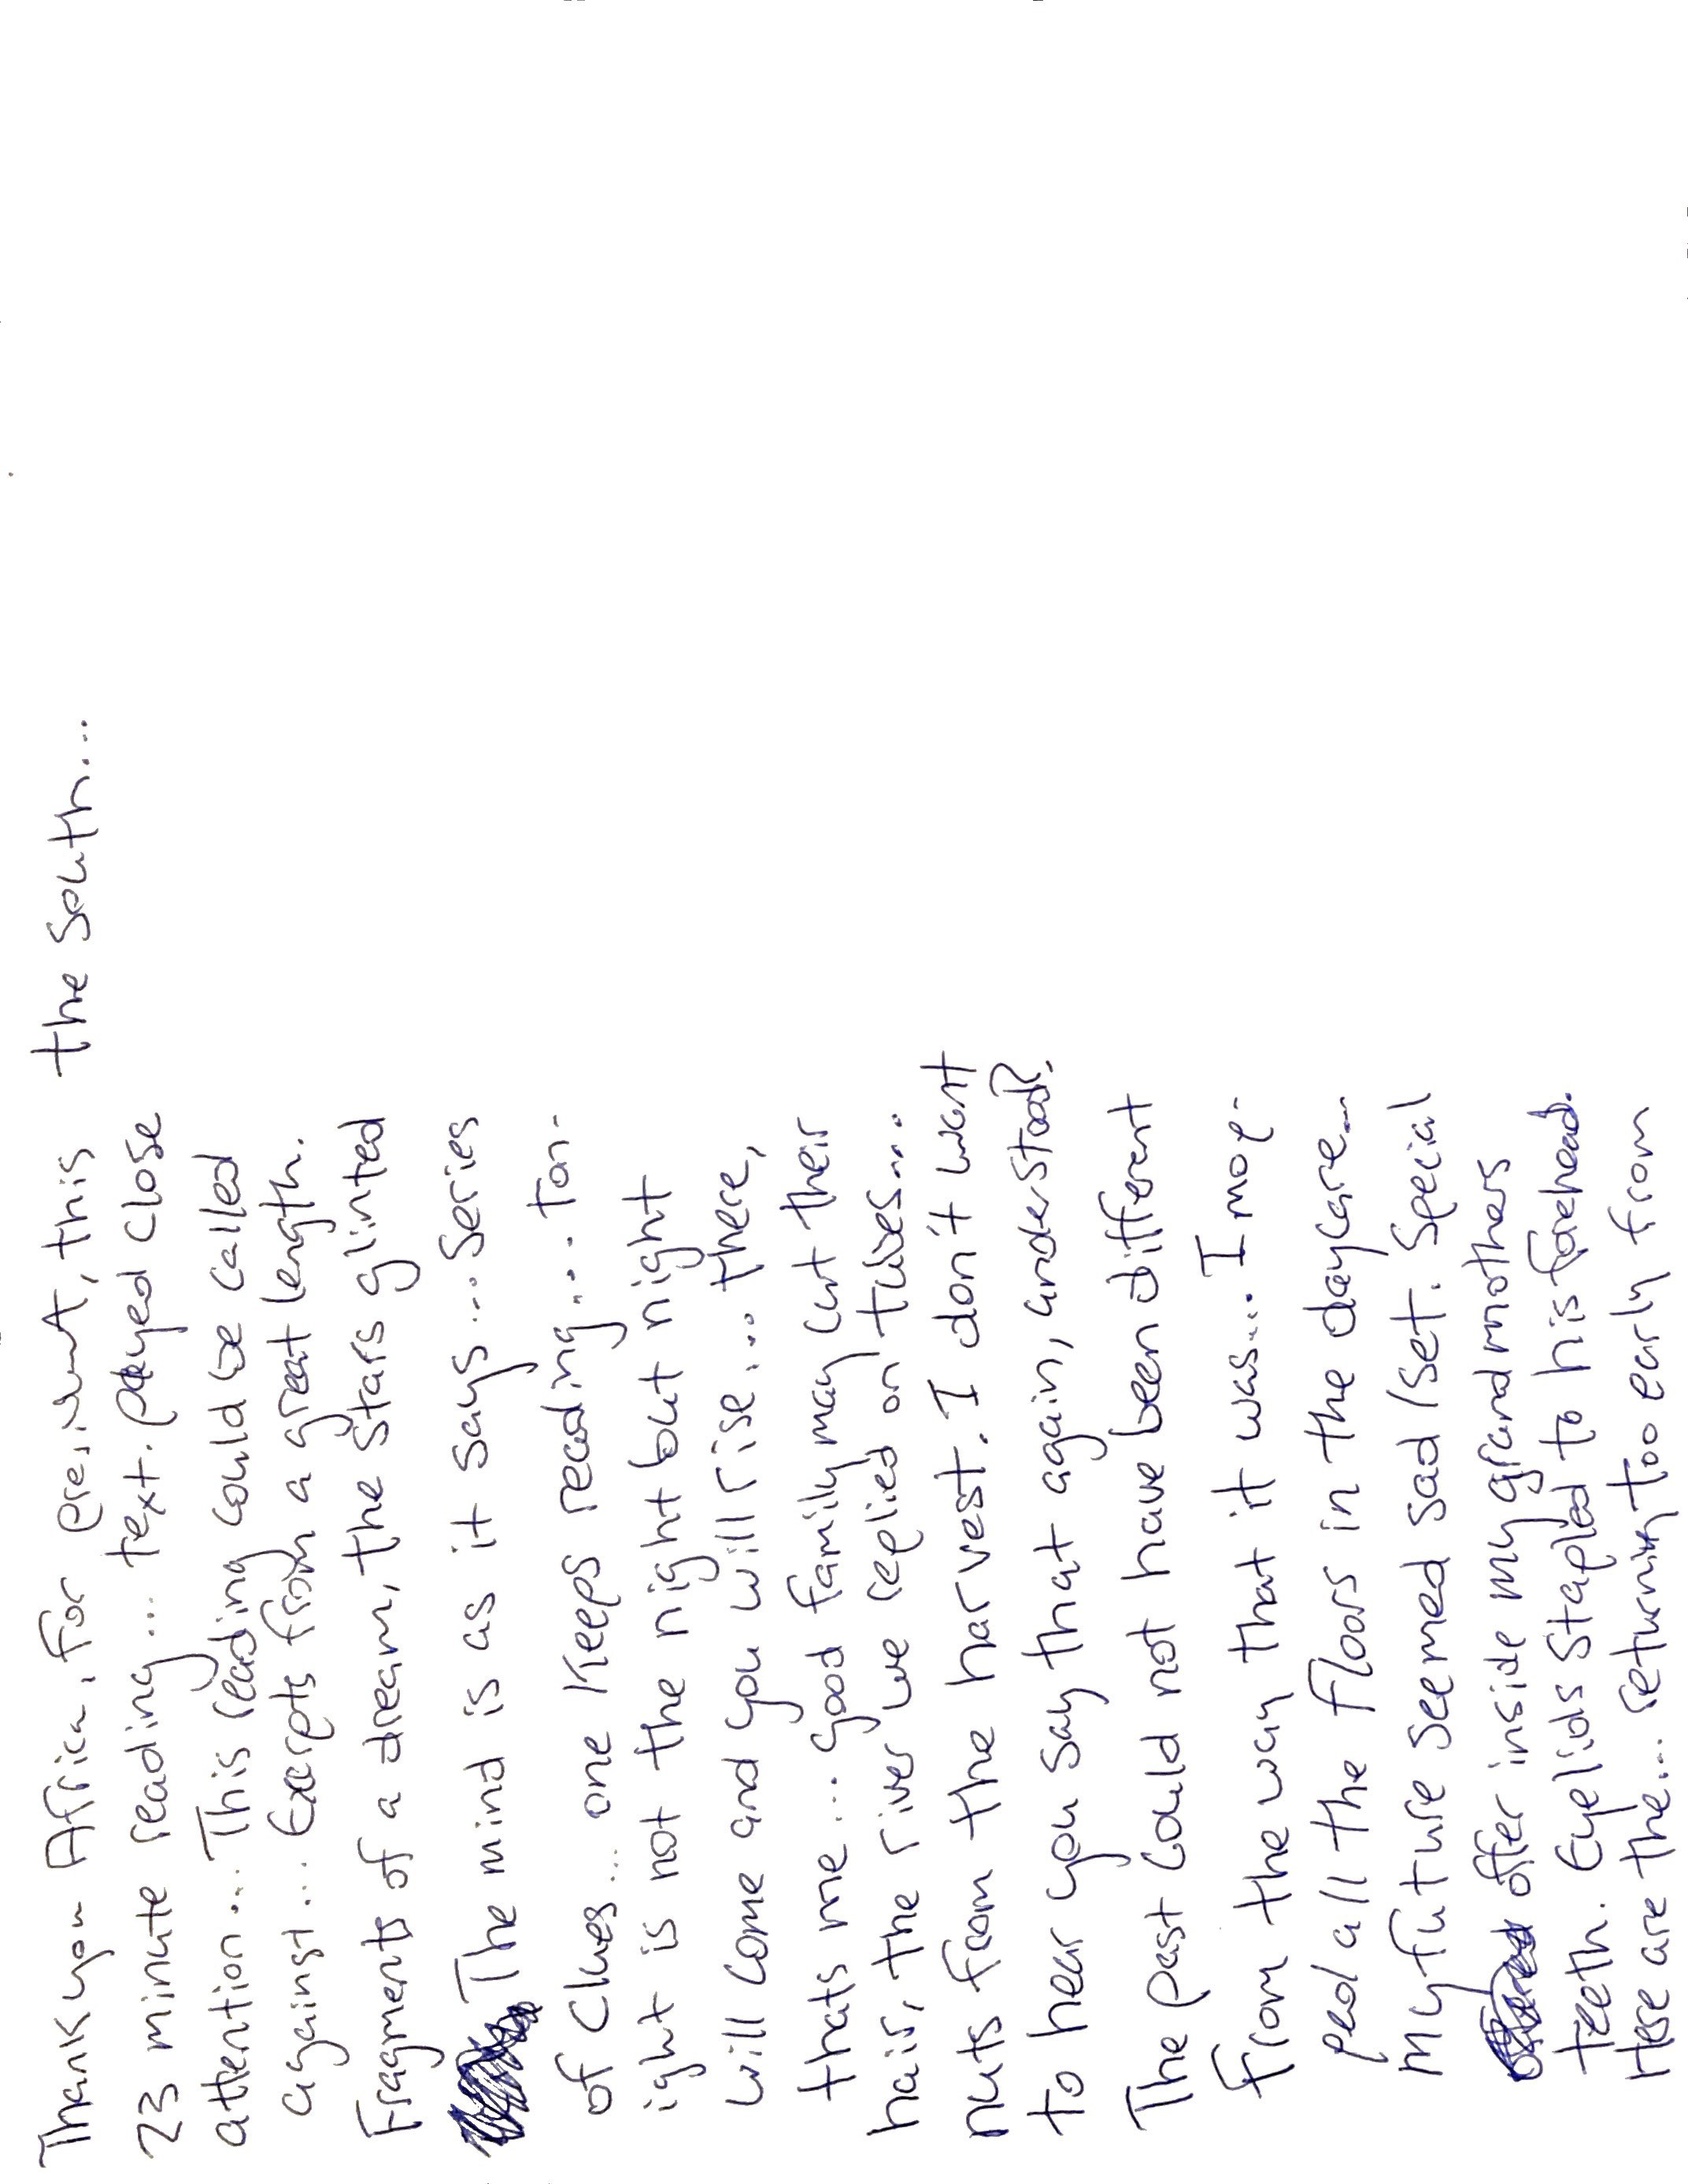 Thank you Africa, For present, this the South....
23 minute reading... text. payed close
attention... This reading could be called
against... Exerpts from a great length.
Fragments of a dream, the stars glinted
The mind is as it says... Series
of clues... one keeps reading.... Ton-
ight is not the night but night
will come and you will rise... there,
thats me... good family may cut their
hair, the river we replied on tubes....
nuts from the harvest. I don't want
to hear you say that again, understood?
The past could not have been different
from the way that it was... I mop-
ped all the floors in the daycare...
My future seemed sad/set. Special
offer inside my grandmothers
teeth. Eyelids stapled to his forehead.
Here are the... returning too early from